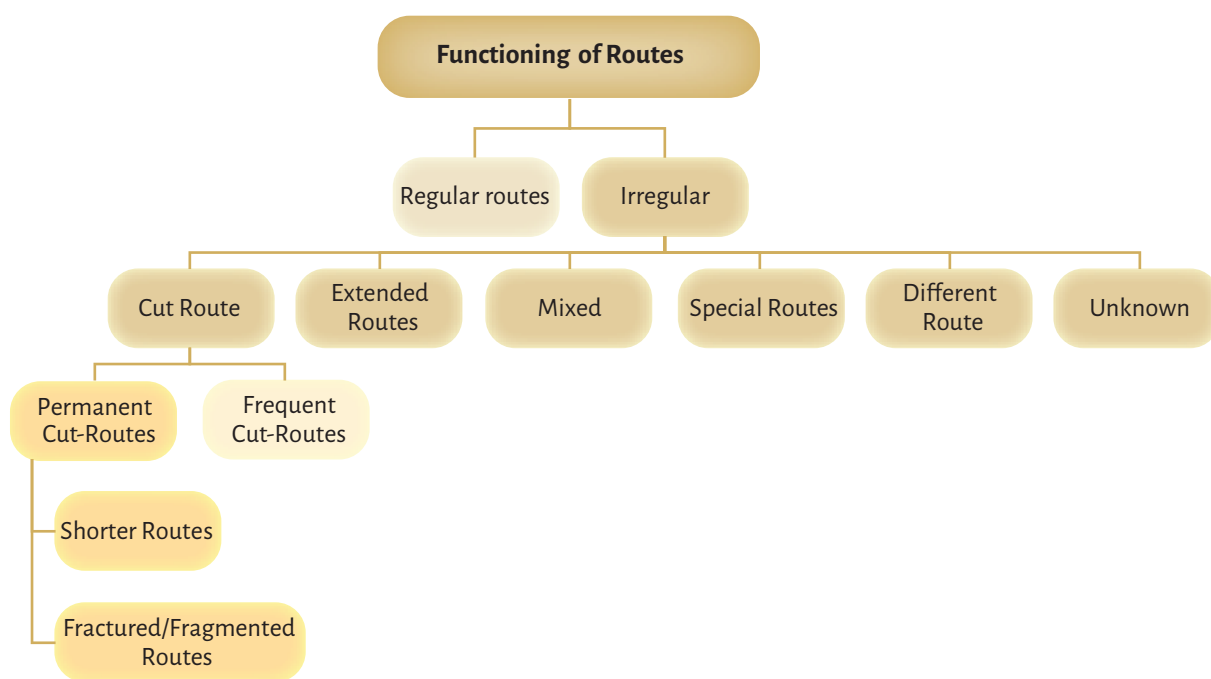 Functioning of Routes
Regular routes
Irregular
Cut Route
Extended
Routes
Mixed
Special Routes
Different
Route
Unknown
Permanent
Cut-Routes
Frequent
Cut-Routes
Shorter Routes
Fractured/Fragmented
Routes